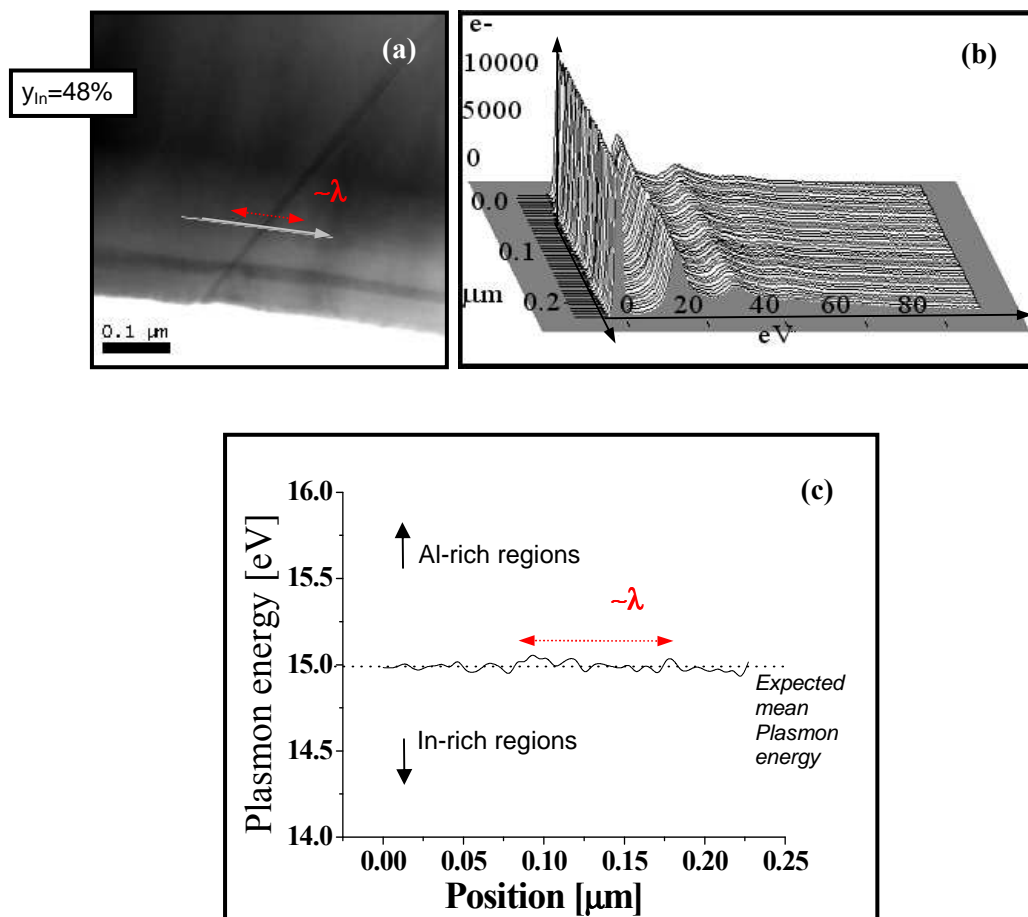 (a)
y_In=48%
~λ
0.1 μm
e-
10000
(b)
5000
0
0.0
0.1
μm
0.2
0 20 40 60 80
eV
(c)
16.0
Al-rich regions
15.5
~λ
15.0
Expected
mean
Plasmon
energy
In-rich regions
14.5
14.0
Plasmon energy [eV]
0.00 0.05 0.10 0.15 0.20 0.25
Position [μm]